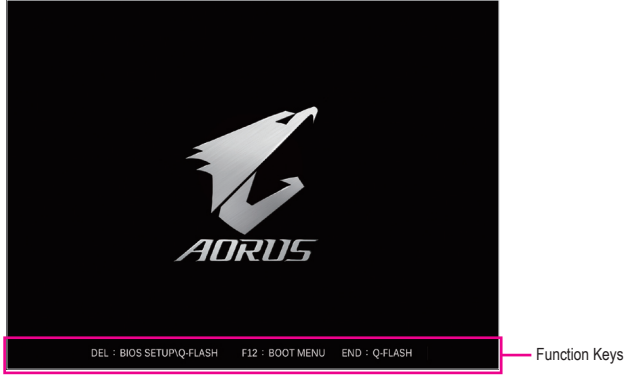 AORUS
DEL : BIOS SETUP\Q-FLASH F12 : BOOT MENU END : Q-FLASH
Function Keys